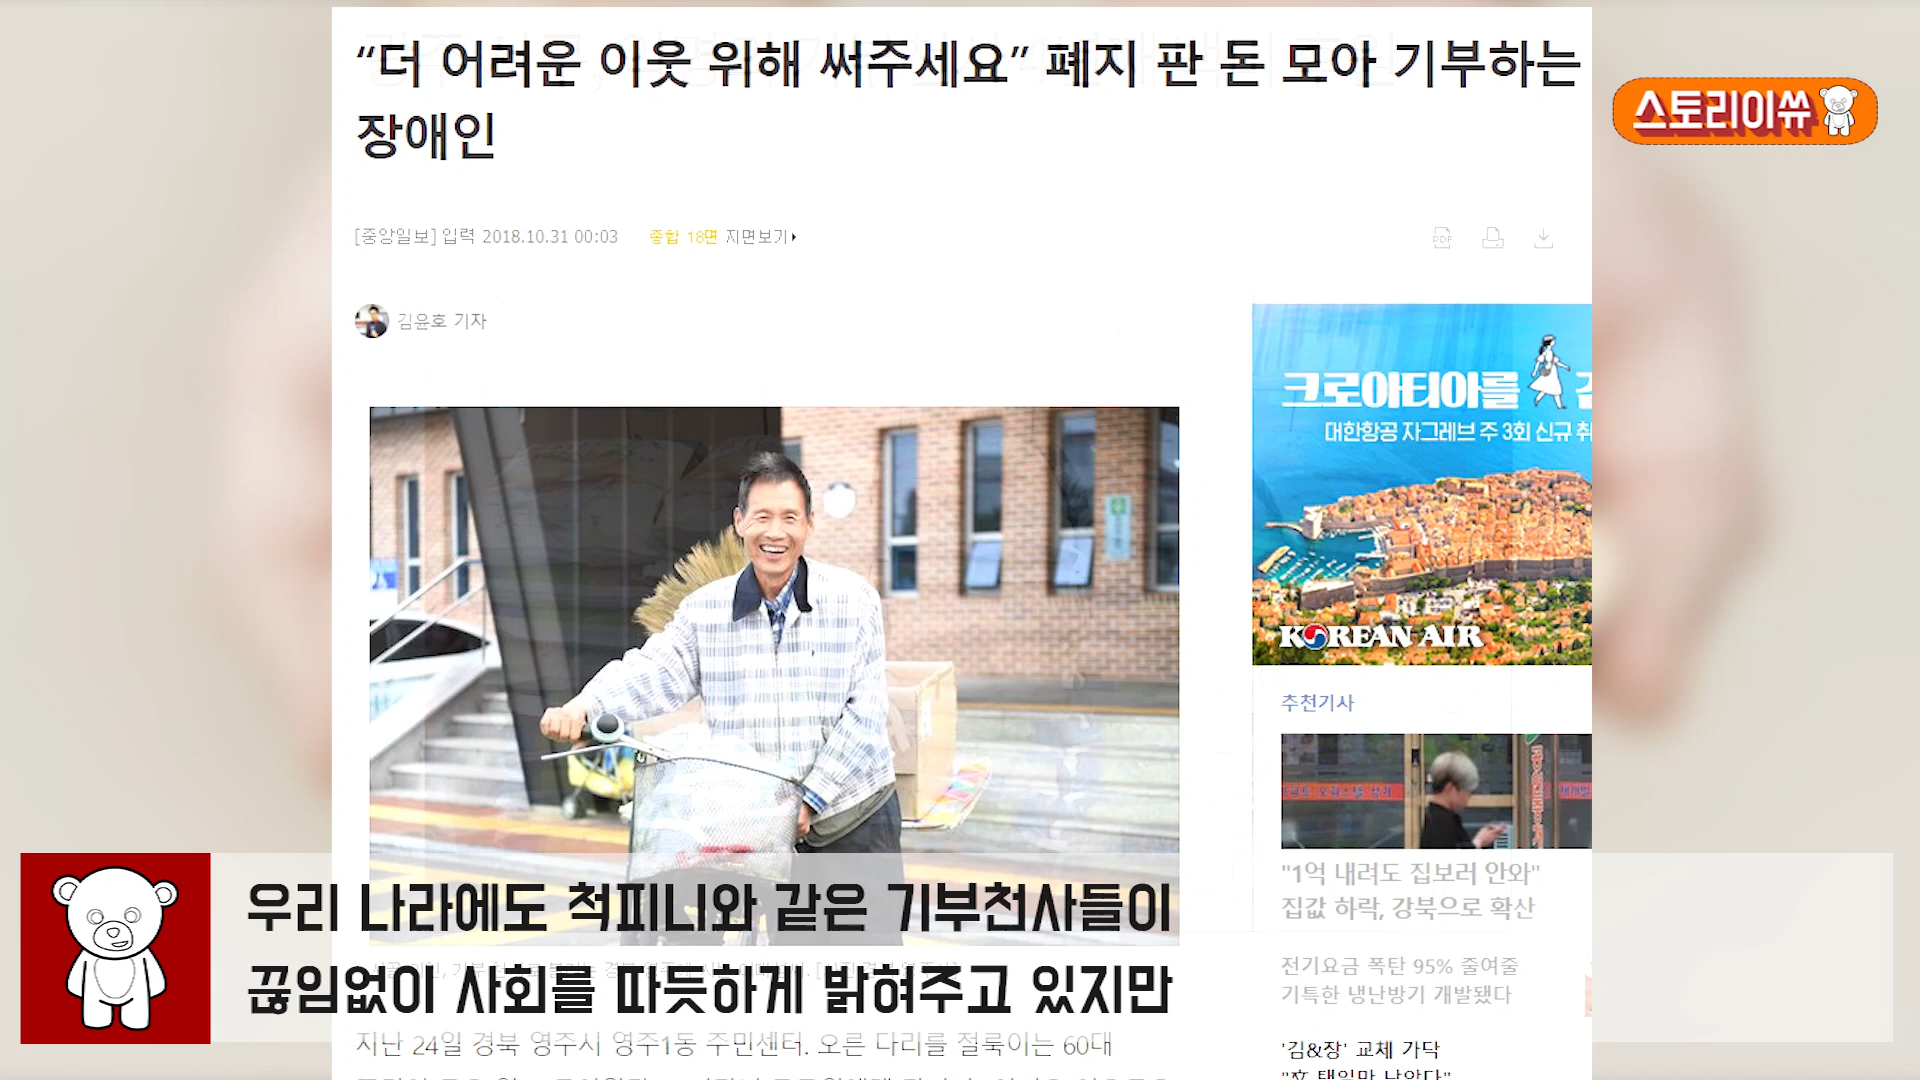 “더 어려운 이웃 위해 써주세요” 폐지 판 돈 모아 기부하는
장애인
스토리이쓔
[중앙일보] 입력 2018.10.31 00:03 종합 18면 지면보기
PDF
김윤호 기자
크로아티아를
대한항공 자그레브 주 3회 신규 취
KOREAN AIR
추천기사
"1억 내려도 집보러 안와"
집값 하락, 강북으로 확산
전기요금 폭탄 95% 줄여줄
기특한 냉난방기 개발됐다
'김&장' 교체 가닥
우리 나라에도 척피니와 같은 기부천사들이
끊임없이 사회를 따듯하게 밝혀주고 있지만
지난 24일 경북 영주시 영주1동 주민센터. 오른 다리를 절룩이는 60대